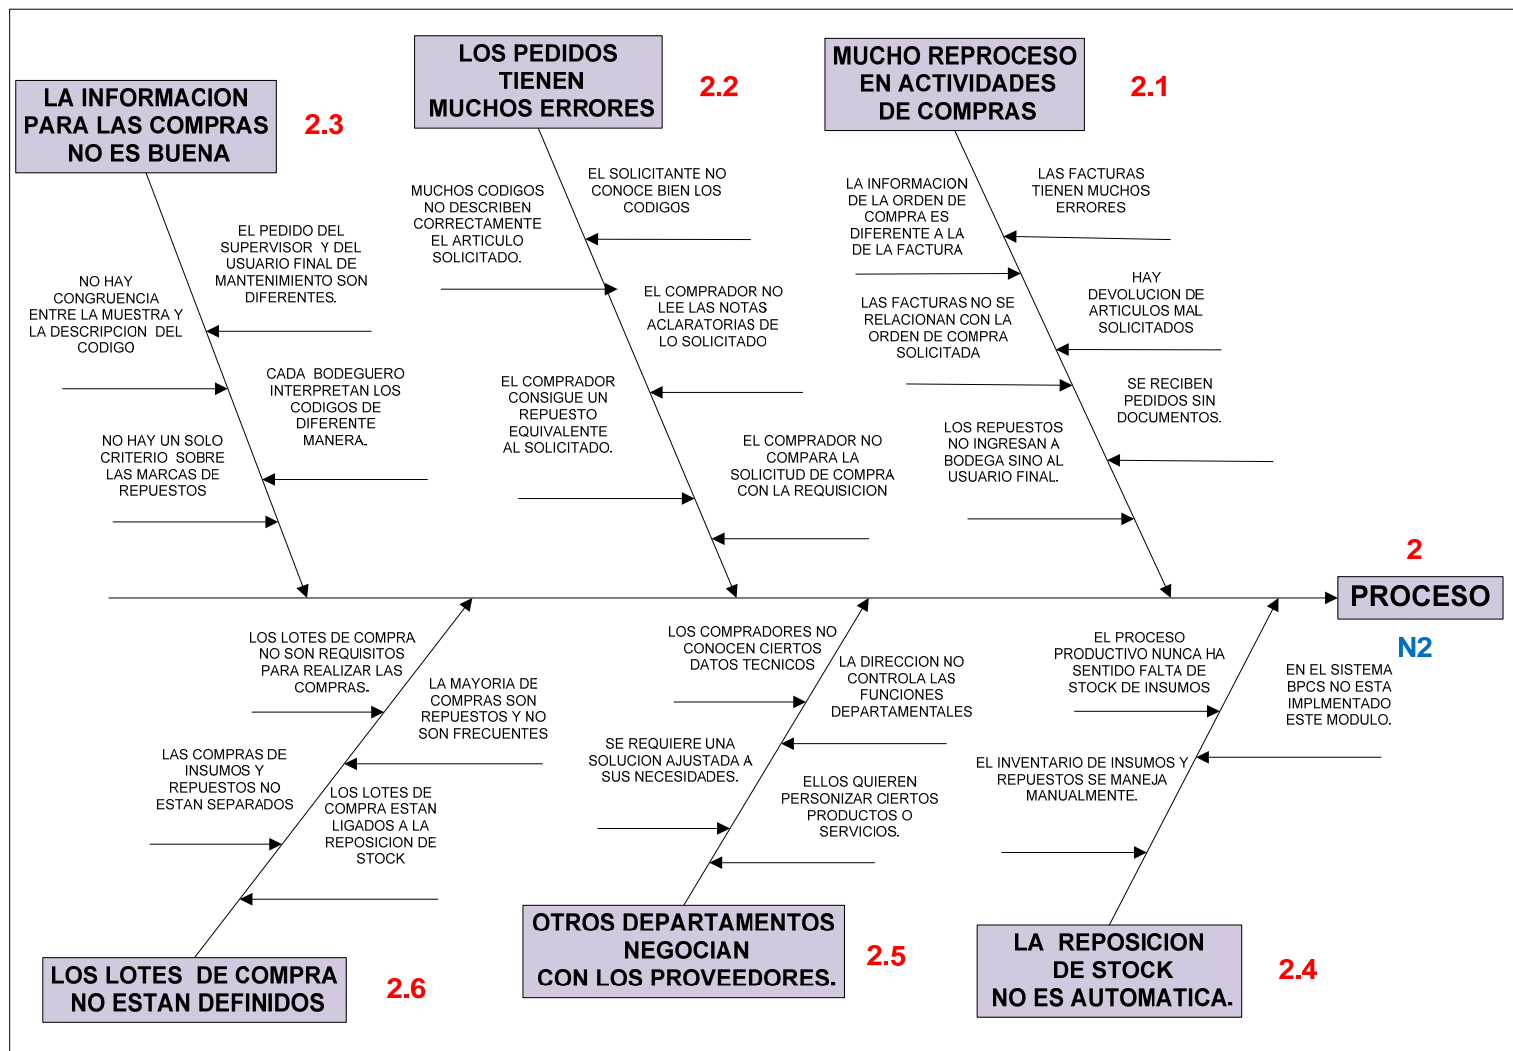 LA INFORMACION
PARA LAS COMPRAS
NO ES BUENA
2.3
LOS PEDIDOS
TIENEN
MUCHOS ERRORES
2.2
MUCHO REPROCESO
EN ACTIVIDADES
DE COMPRAS
2.1
EL PEDIDO DEL
SUPERVISOR Y DEL
USUARIO FINAL DE
MANTENIMIENTO SON
DIFERENTES.
NO HAY
CONGRUENCIA
ENTRE LA MUESTRA Y
LA DESCRIPCION DEL
CODIGO
CADA BODEGUERO
INTERPRETAN LOS
CODIGOS DE
DIFERENTE
MANERA.
NO HAY UN SOLO
CRITERIO SOBRE
LAS MARCAS DE
REPUESTOS
EL SOLICITANTE NO
CONOCE BIEN LOS
CODIGOS
MUCHOS CODIGOS
NO DESCRIBEN
CORRECTAMENTE
EL ARTICULO
SOLICITADO.
EL COMPRADOR NO
LEE LAS NOTAS
ACLARATORIAS DE
LO SOLICITADO
EL COMPRADOR
CONSIGUE UN
REPUESTO
EQUIVALENTE
AL SOLICITADO.
EL COMPRADOR NO
COMPARA LA
SOLICITUD DE COMPRA
CON LA REQUISICION
LAS FACTURAS
TIENEN MUCHOS
ERRORES
LA INFORMACION
DE LA ORDEN DE
COMPRA ES
DIFERENTE A LA
DE LA FACTURA
HAY
DEVOLUCION DE
ARTICULOS MAL
SOLICITADOS
LAS FACTURAS NO SE
RELACIONAN CON LA
ORDEN DE COMPRA
SOLICITADA
SE RECIBEN
PEDIDOS SIN
DOCUMENTOS.
LOS REPUESTOS
NO INGRESAN A
BODEGA SINO AL
USUARIO FINAL.
2
PROCESO
N2
LOS LOTES DE COMPRA
NO SON REQUISITOS
PARA REALIZAR LAS
COMPRAS.
LA MAYORIA DE
COMPRAS SON
REPUESTOS Y NO
SON FRECUENTES
LAS COMPRAS DE
INSUMOS Y
REPUESTOS NO
ESTAN SEPARADOS
LOS LOTES DE
COMPRA ESTAN
LIGADOS A LA
REPOSICION DE
STOCK
LOS LOTES DE COMPRA
NO ESTAN DEFINIDOS
2.6
LOS COMPRADORES NO
CONOCEN CIERTOS
DATOS TECNICOS
LA DIRECCION NO
CONTROLA LAS
FUNCIONES
DEPARTAMENTALES
SE REQUIERE UNA
SOLUCION AJUSTADA A
SUS NECESIDADES.
ELLOS QUIEREN
PERSONIZAR CIERTOS
PRODUCTOS O
SERVICIOS.
OTROS DEPARTAMENTOS
NEGOCIAN
CON LOS PROVEEDORES.
2.5
EL PROCESO
PRODUCTIVO NUNCA HA
SENTIDO FALTA DE
STOCK DE INSUMOS
EN EL SISTEMA
BPCS NO ESTA
IMPLMENTADO
ESTE MODULO.
EL INVENTARIO DE INSUMOS Y
REPUESTOS SE MANEJA
MANUALMENTE.
LA REPOSICION
DE STOCK
NO ES AUTOMATICA.
2.4